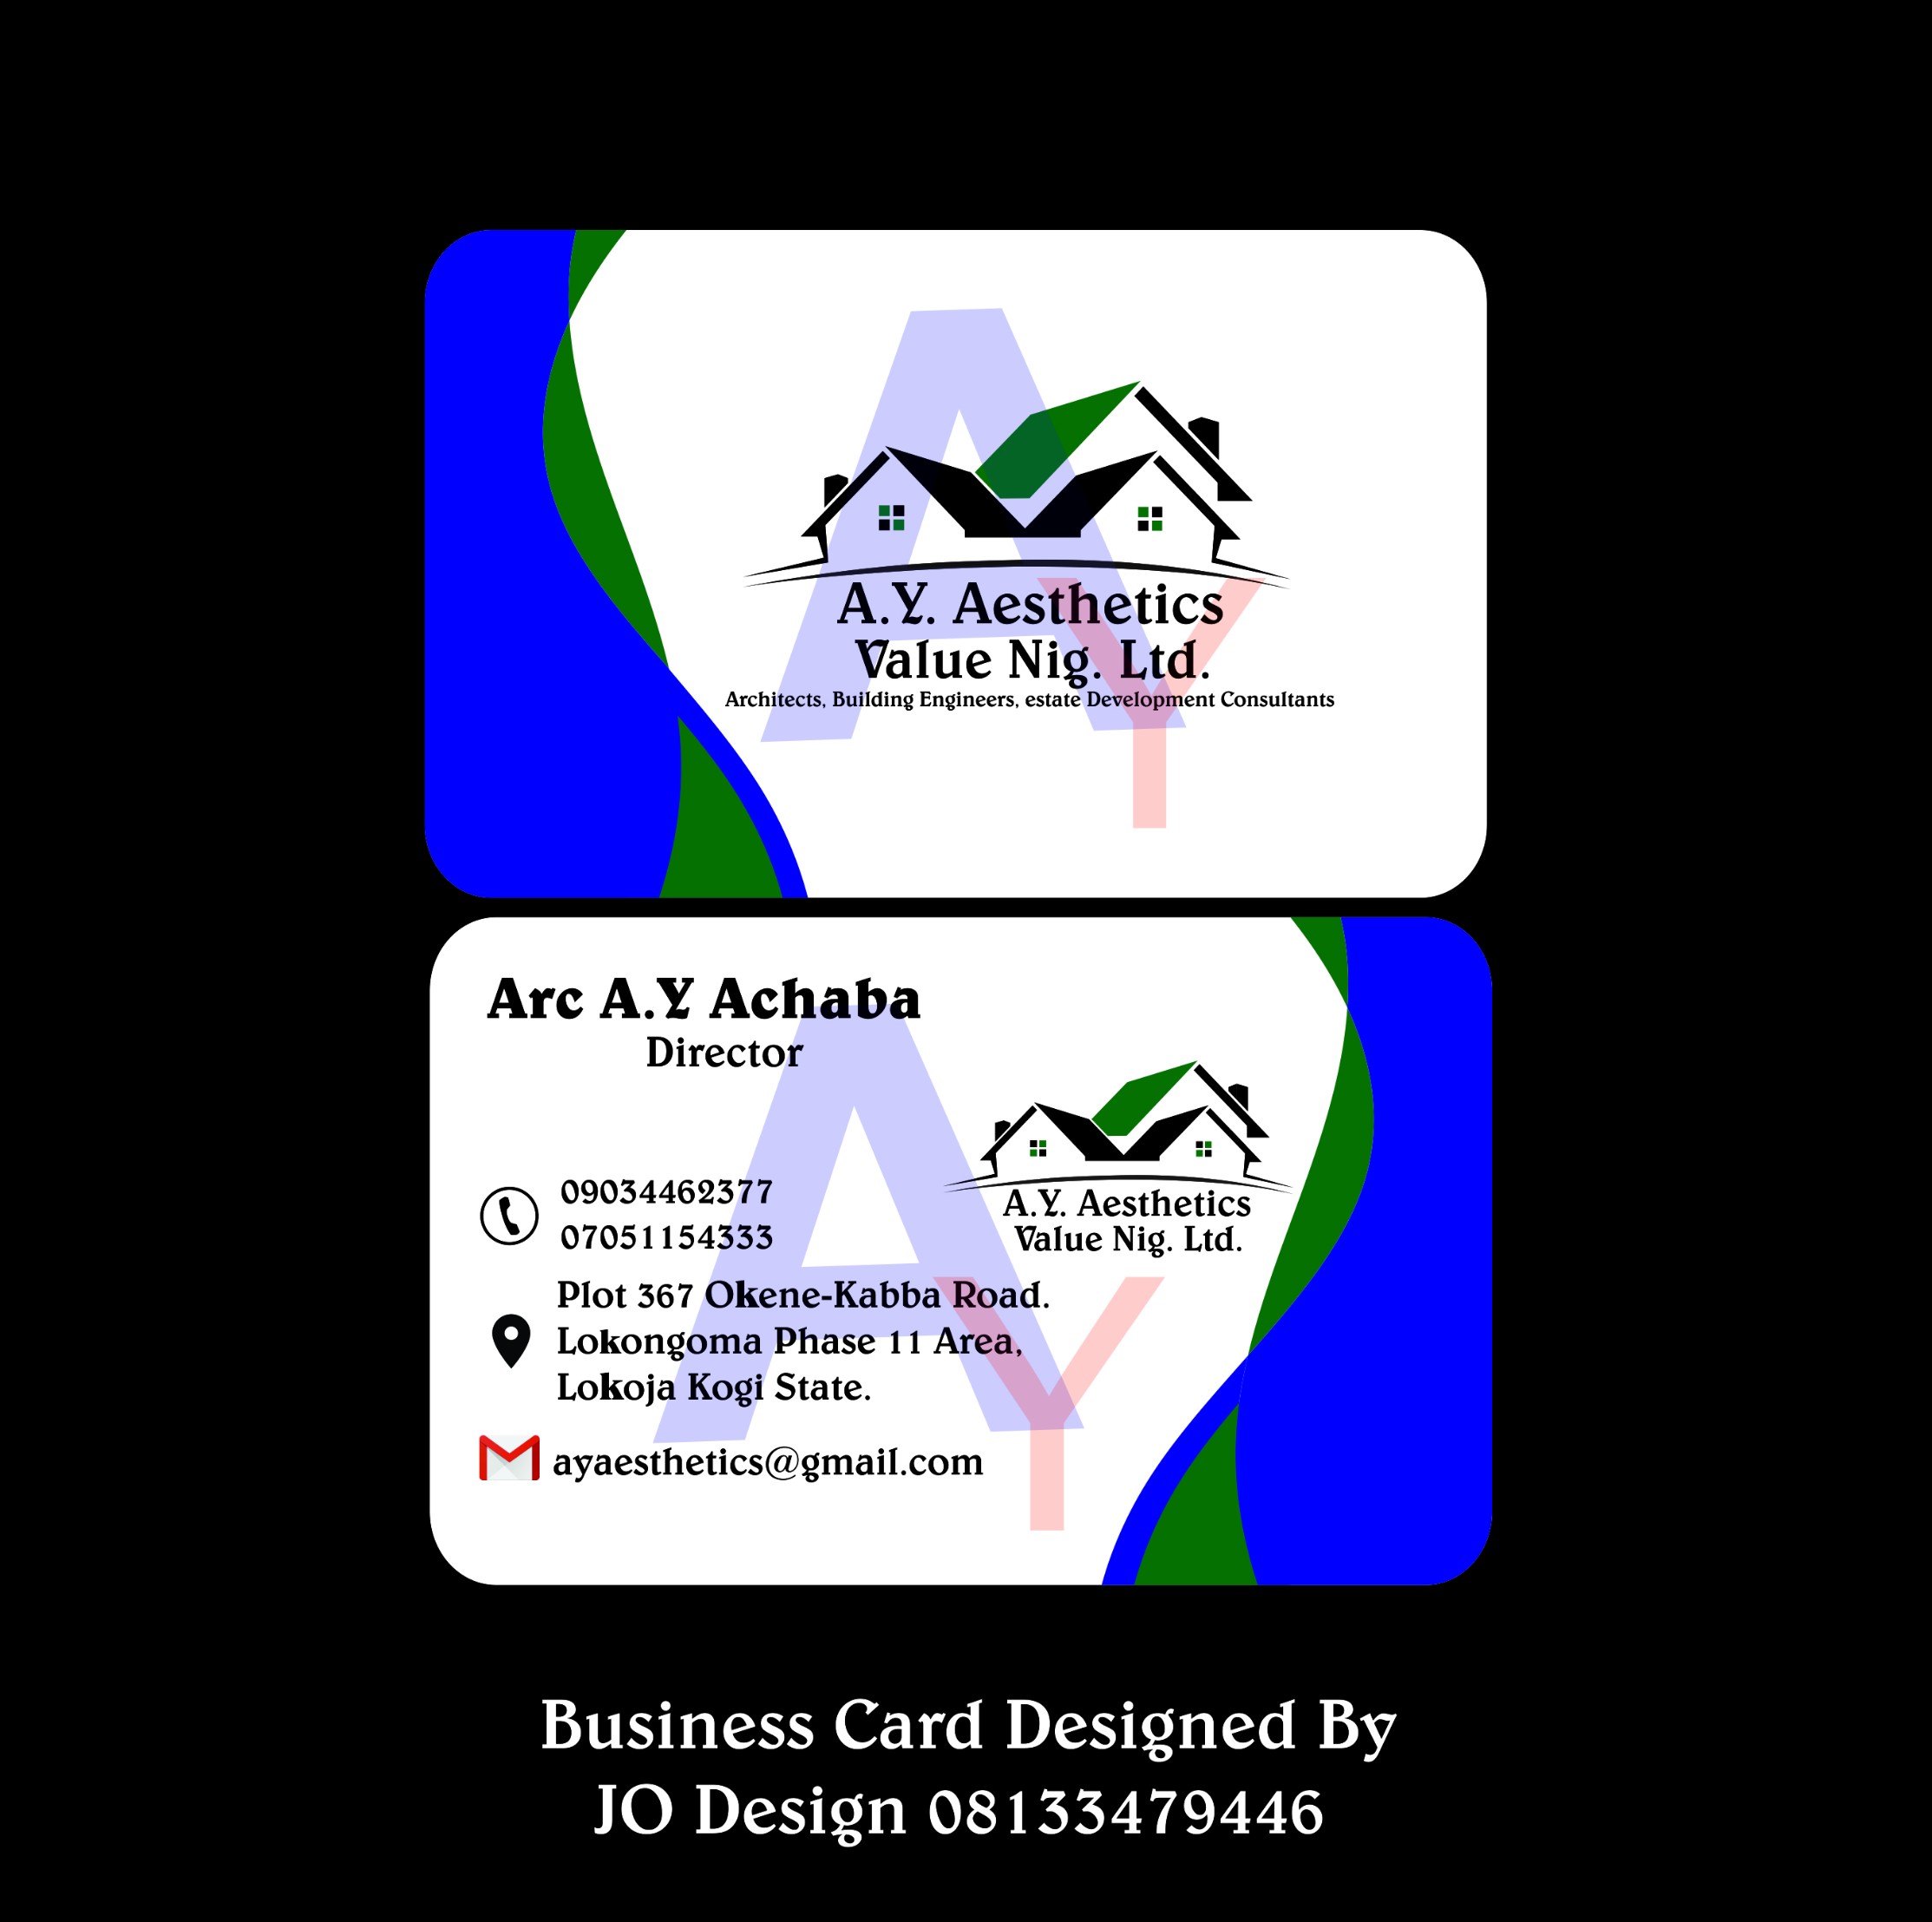 A.Y. Aesthetics
Value Nig. Ltd.
Architects, Building Engineers, estate Development Consultants
AY
Arc A.Y Achaba
Director
09034462377
07051154333
Plot 367 Okene-Kabba Road.
Lokongoma Phase 11 Area,
Lokoja Kogi State.
ayaesthetics@gmail.com
A.Y. Aesthetics
Value Nig. Ltd.
AY
Business Card Designed By
JO Design 08133479446